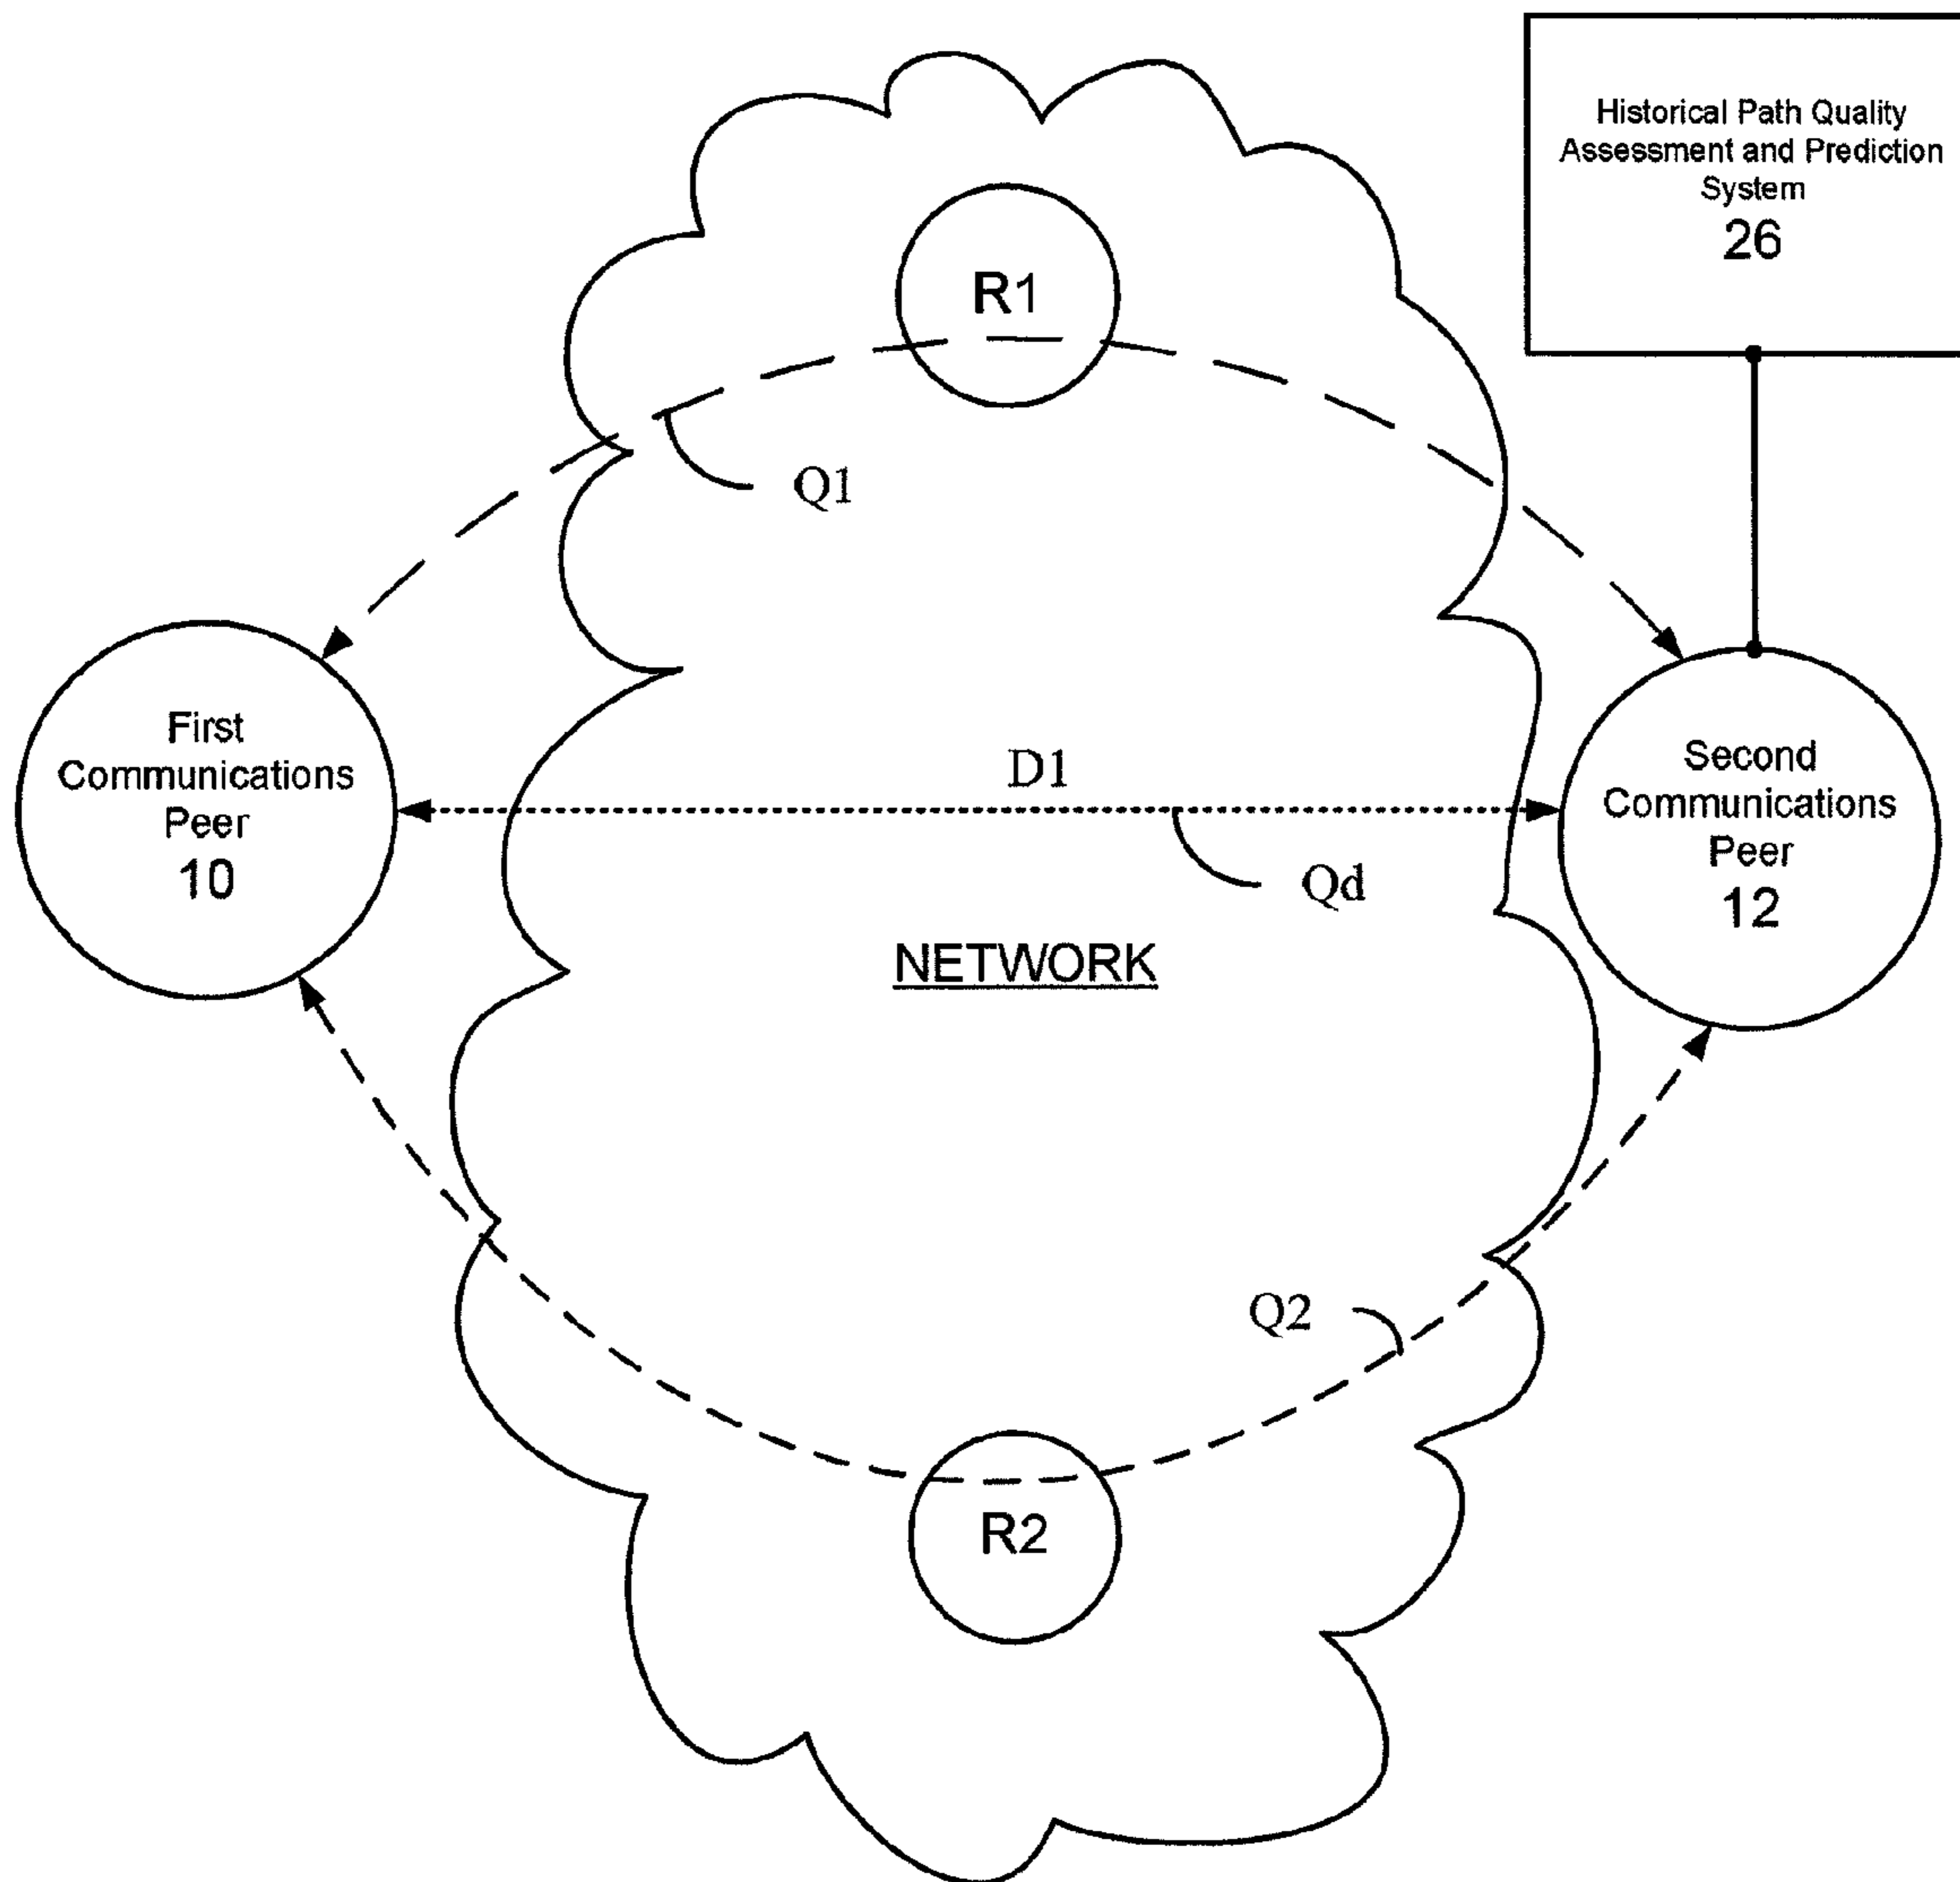 Historical Path Quality
Assessment and Prediction
System
26
R1
Q1
First
Communications
Peer
10
D1
Qd
Second
Communications
Peer
12
NETWORK
Q2
R2